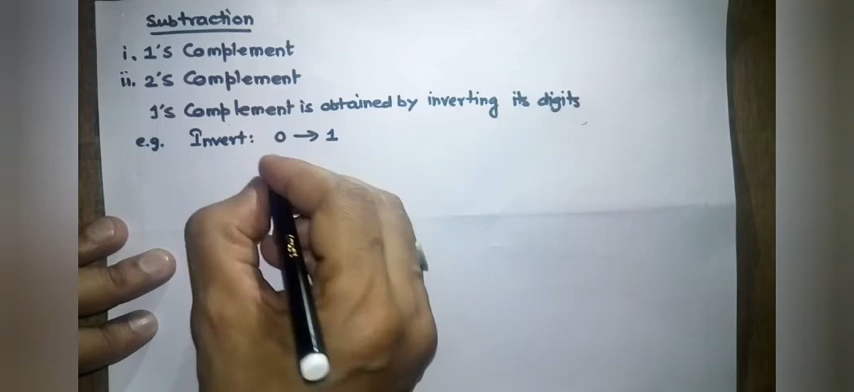 Subtraction
i. 1's Complement
ii. 2's Complement
1's Complement is obtained by inverting its digits
e.g. Invert: 0 → 1